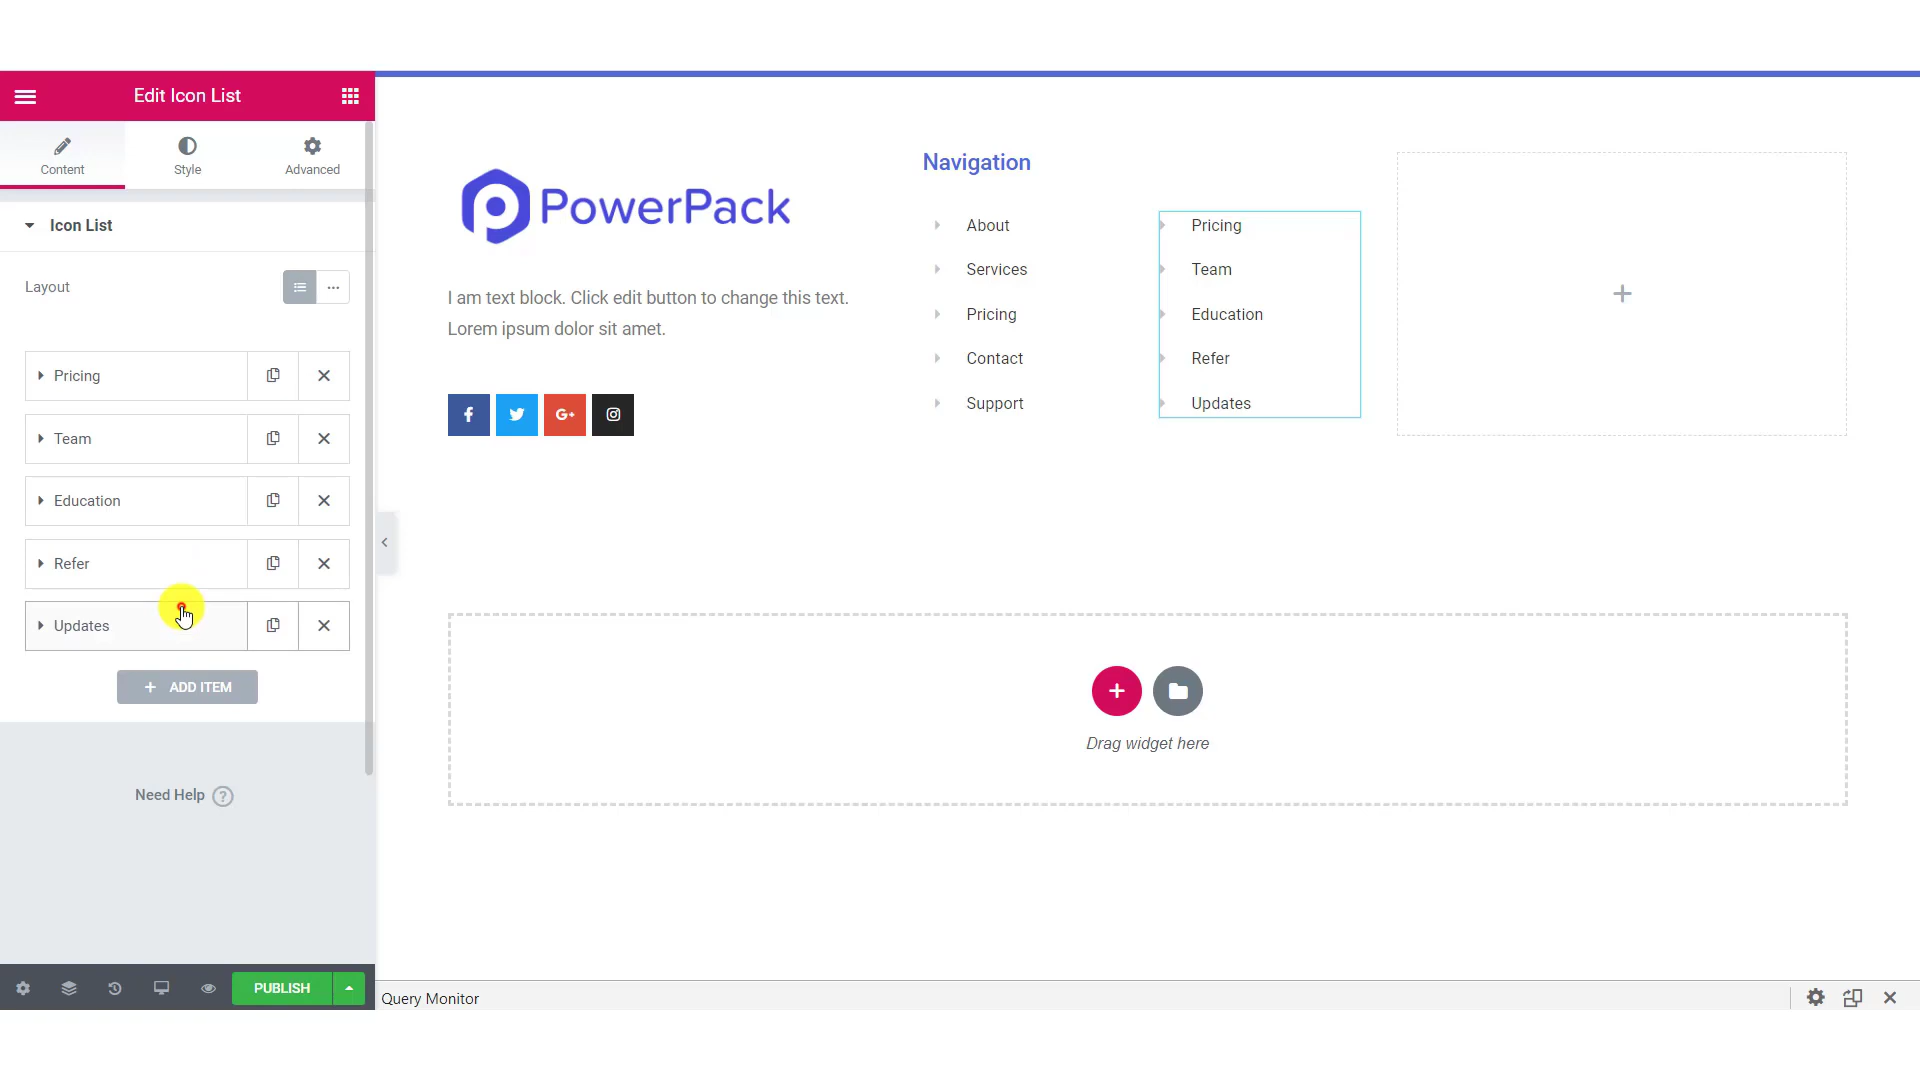 Edit Icon List
Content
Style
Advanced
Icon List
Layout
Pricing
Team
Education
Refer
Updates
ADD ITEM
Need Help ?
PUBLISH
PowerPack
I am text block. Click edit button to change this text.
Lorem ipsum dolor sit amet.
Navigation
About
Services
Pricing
Contact
Support
Pricing
Team
Education
Refer
Updates
Drag widget here
Query Monitor